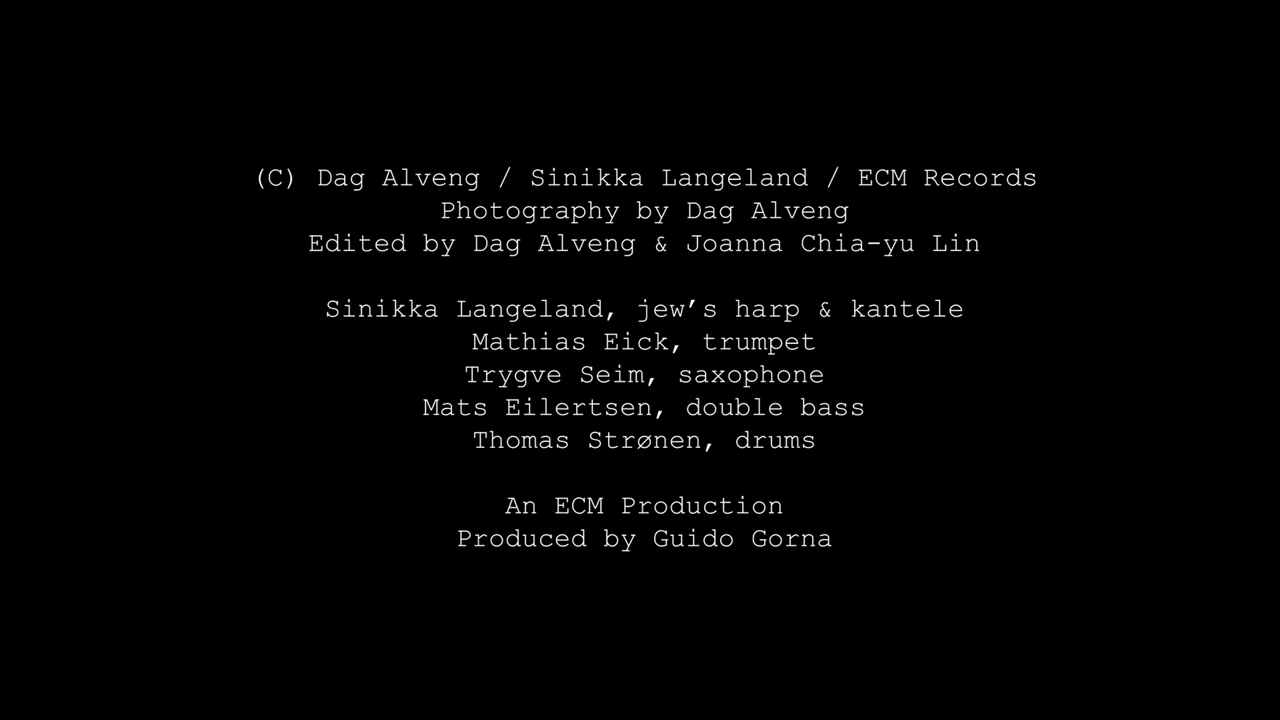 (C) Dag Alveng / Sinikka Langeland / ECM Records
Photography by Dag Alveng
Edited by Dag Alveng & Joanna Chia-yu Lin
Sinikka Langeland, jew’s harp & kantele
Mathias Eick, trumpet
Trygve Seim, saxophone
Mats Eilertsen, double bass
Thomas Strønen, drums
An ECM Production
Produced by Guido Gorna